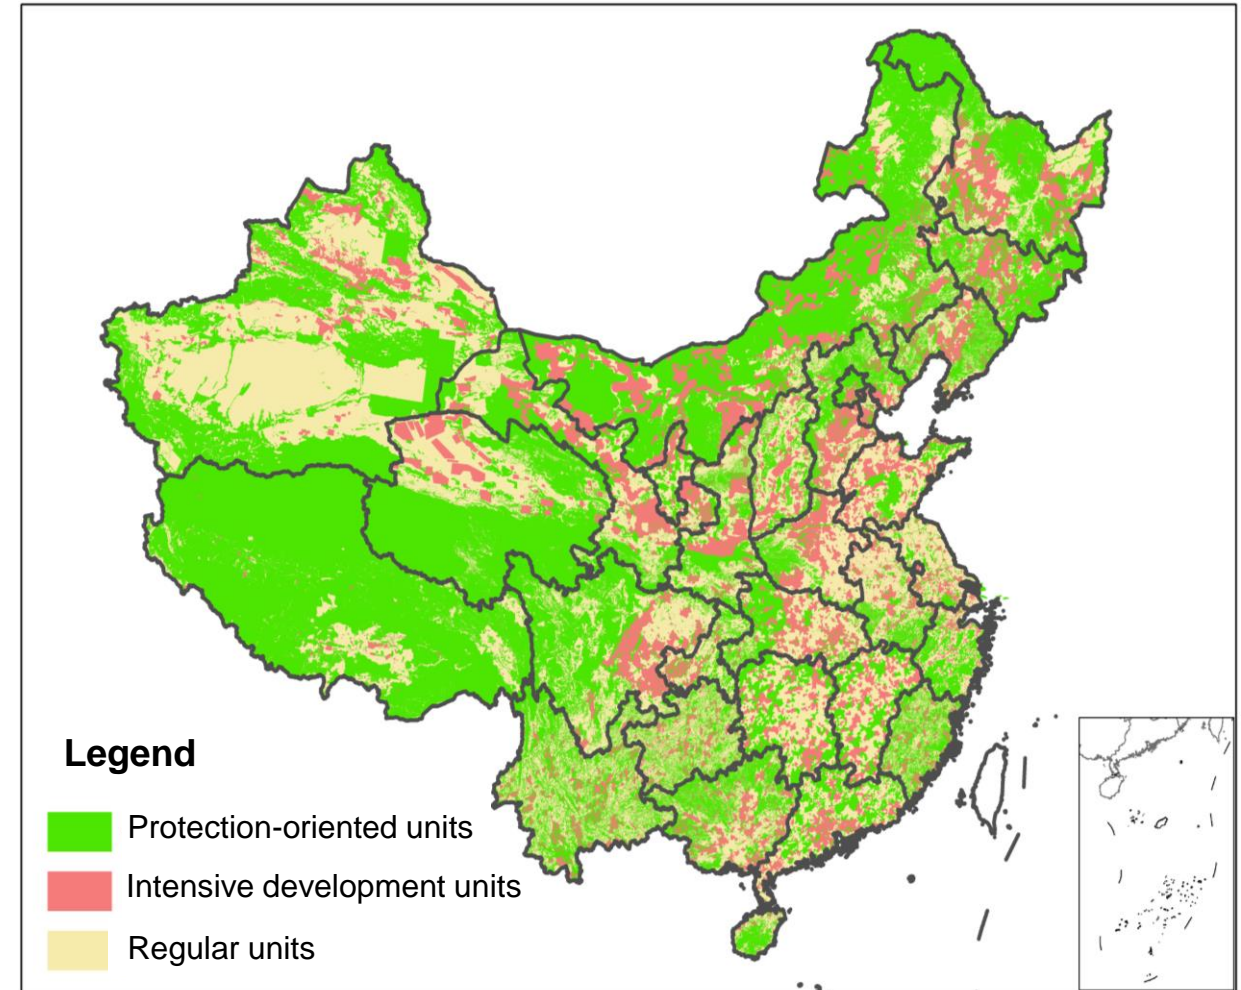 Legend
Protection-oriented units
Intensive development units
Regular units